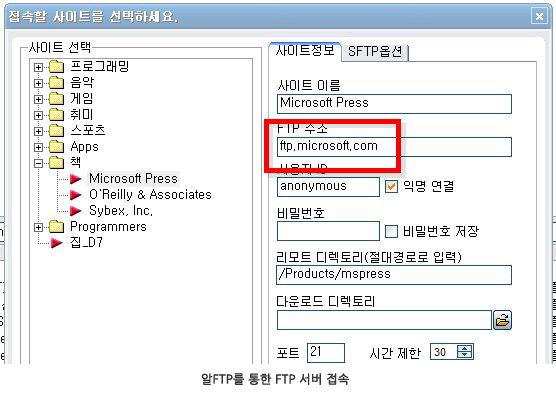 접속할 사이트를 선택하세요.
사이트 선택
프로그래밍
음악
게임
취미
스포츠
Apps
책
Microsoft Press
O'Reilly & Associates
Sybex, Inc.
Programmers
집_D7
사이트정보
SFTP옵션
사이트 이름
Microsoft Press
FTP 주소
ftp.microsoft.com
사용자 ID
anonymous
익명 연결
비밀번호
비밀번호 저장
리모트 디렉토리(절대경로로 입력)
/Products/mspress
다운로드 디렉토리
포트 21 시간 제한 30
알FTP를 통한 FTP 서버 접속